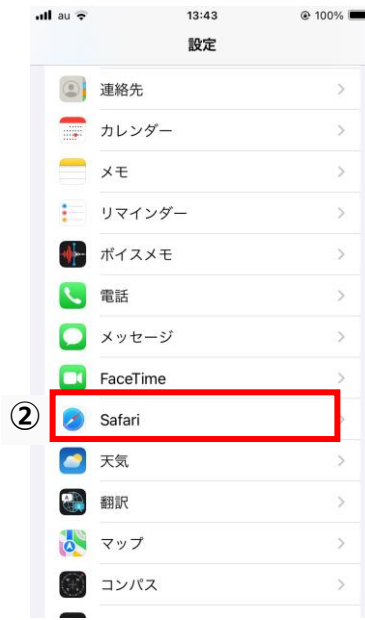 au 13:43 100%
設定
連絡先
カレンダー
メモ
リマインダー
ボイスメモ
電話
メッセージ
FaceTime
② Safari
天気
翻訳
マップ
コンパス